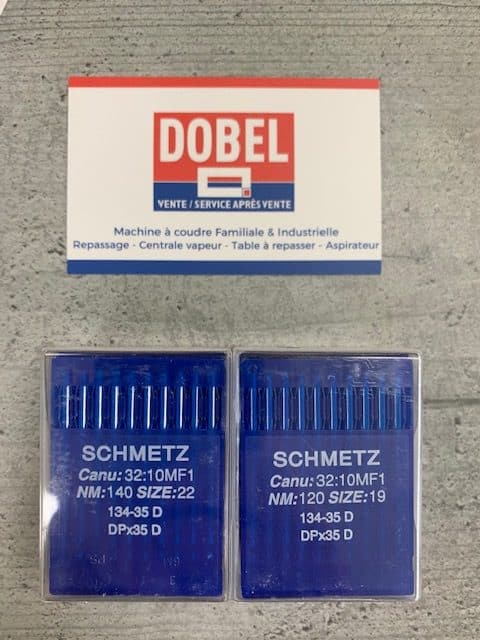 DOBEL
VENTE / SERVICE APRÈS VENTE
Machine à coudre Familiale & Industrielle
Repassage - Centrale vapeur - Table à repasser - Aspirateur
SCHMETZ
Canu: 32:10MF1
NM:140 SIZE:22
134-35 D
DPx35 D
SCHMETZ
Canu: 32:10MF1
NM:120 SIZE:19
134-35 D
DPx35 D